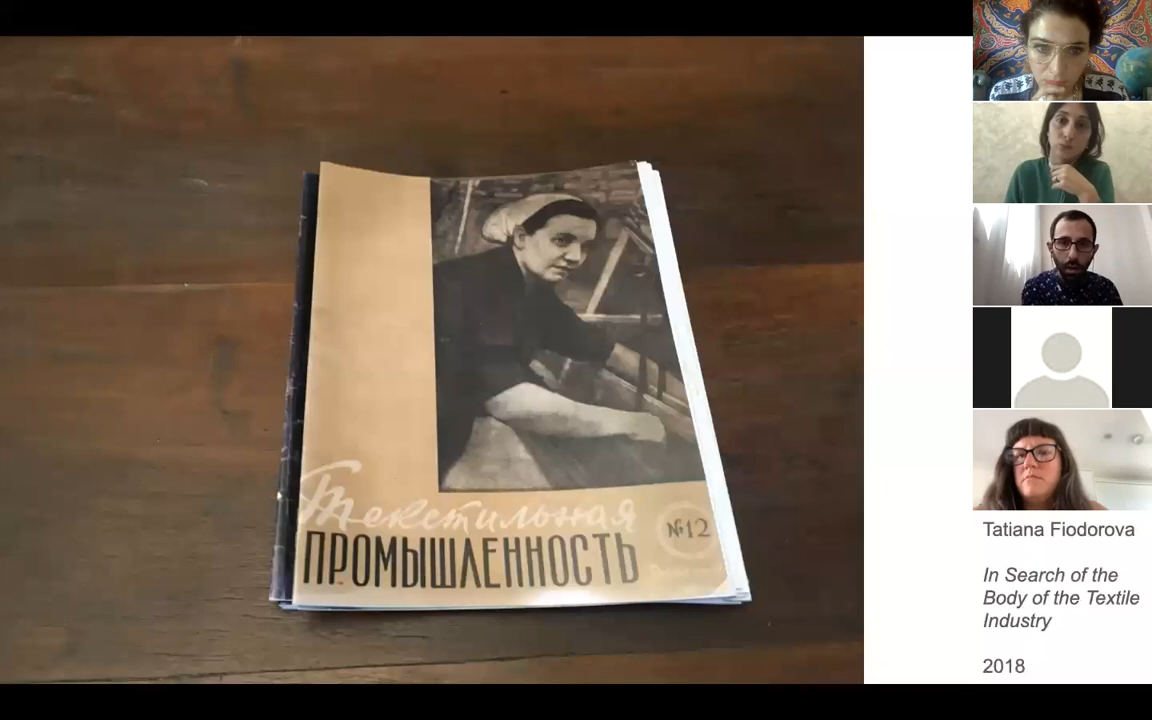 Текстильная
ПРОМЫШЛЕННОСТЬ
№12
Tatiana Fiodorova
In Search of the
Body of the Textile
Industry
2018